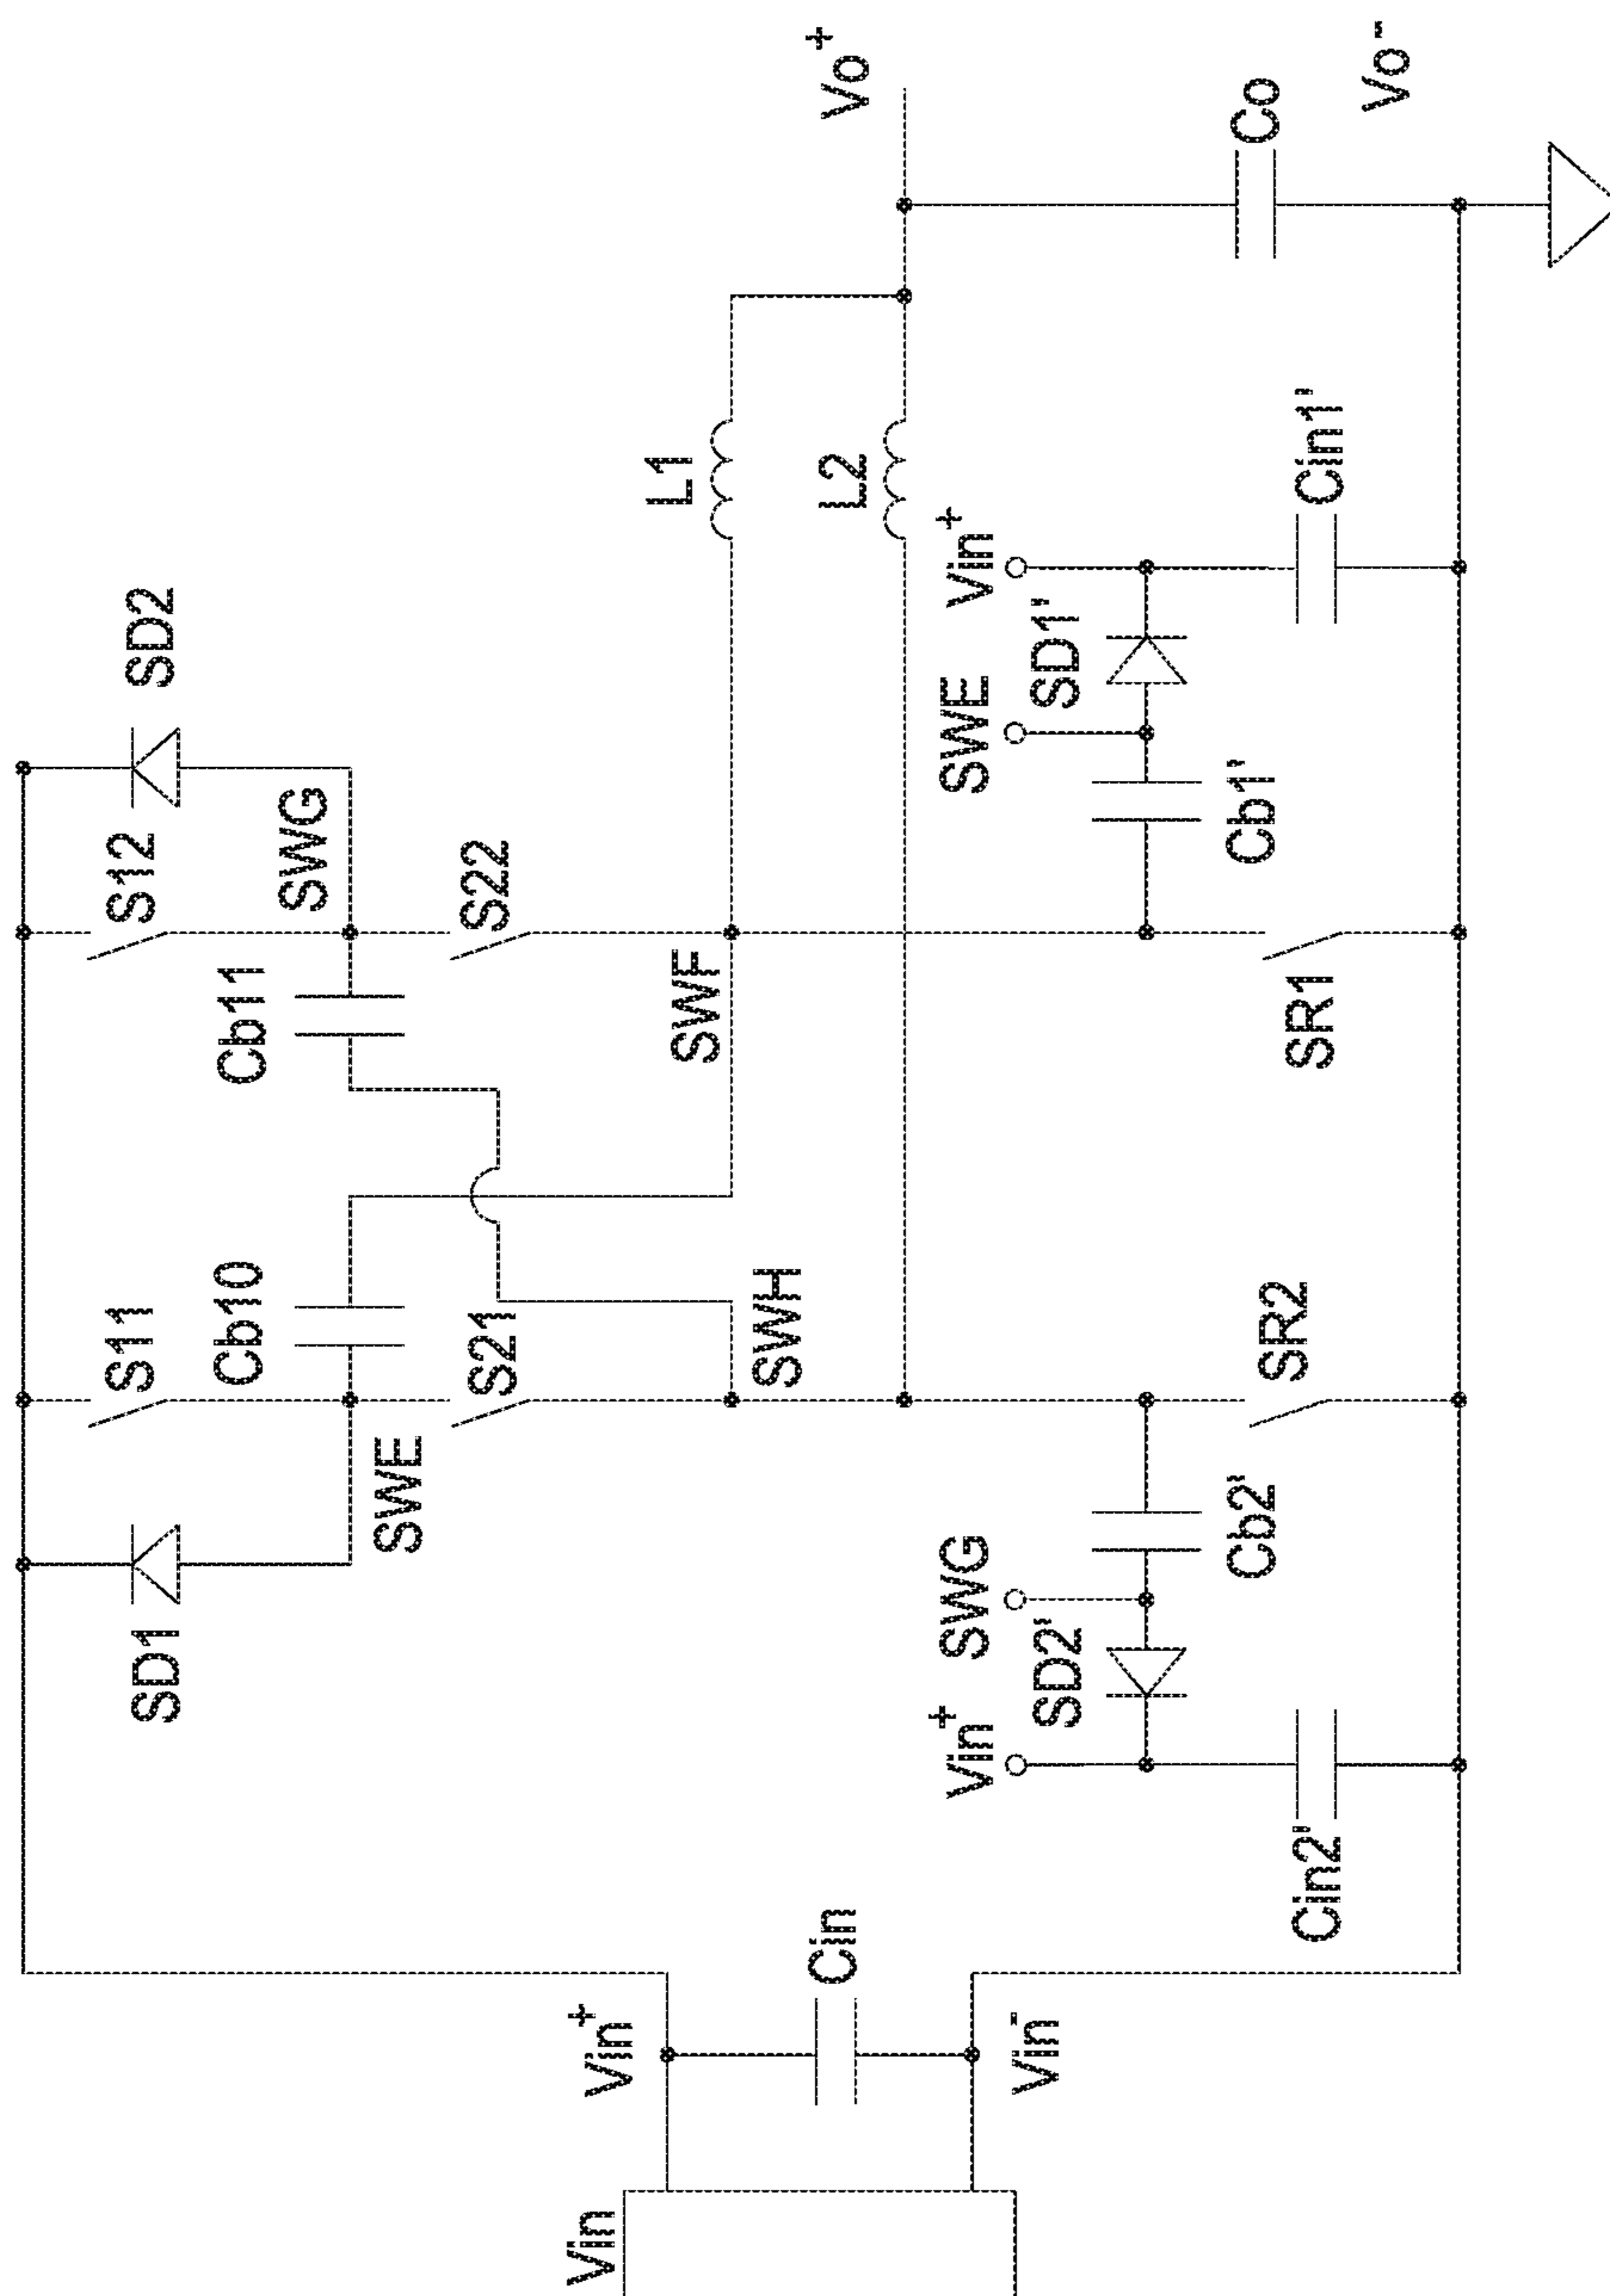 SD1
S11
S12
SD2
Cb10
Cb11
SWG
SWE
S21
S22
Vin
Vin+
SWF
L1
SWH
L2
Vo+
Cin
Vin+
SWG
SWE
Vin+
Vin-
SD2'
SD1'
Cb2'
SR2
SR1
Cb1'
Cin2'
Cin1'
Co
Vo-